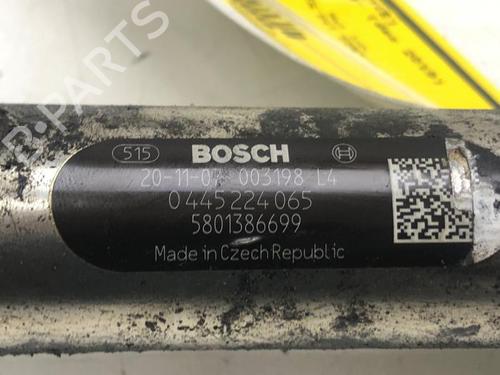 515 BOSCH
20-11-07 003198 L4
0 445 224 065
5801386699
Made in Czech Republic
B-PARTS